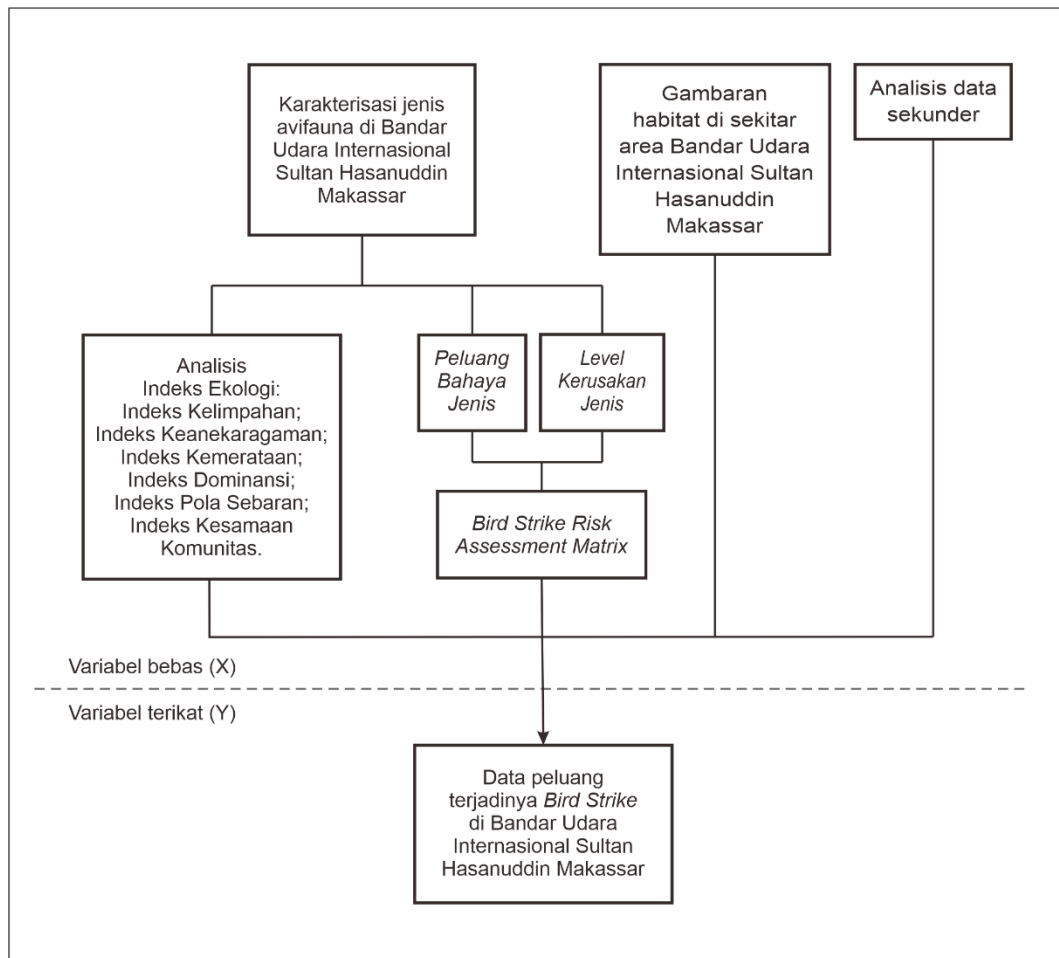 Karakterisasi jenis
avifauna di Bandar
Udara Internasional
Sultan Hasanuddin
Makassar
Gambaran
habitat di sekitar
area Bandar Udara
Internasional Sultan
Hasanuddin
Makassar
Analisis data
sekunder
Analisis
Indeks Ekologi:
Indeks Kelimpahan;
Indeks Keanekaragaman;
Indeks Kemerataan;
Indeks Dominansi;
Indeks Pola Sebaran;
Indeks Kesamaan
Komunitas.
Peluang
Bahaya
Jenis
Level
Kerusakan
Jenis
Bird Strike Risk
Assessment Matrix
Variabel bebas (X)
Variabel terikat (Y)
Data peluang
terjadinya Bird Strike
di Bandar Udara
Internasional Sultan
Hasanuddin Makassar